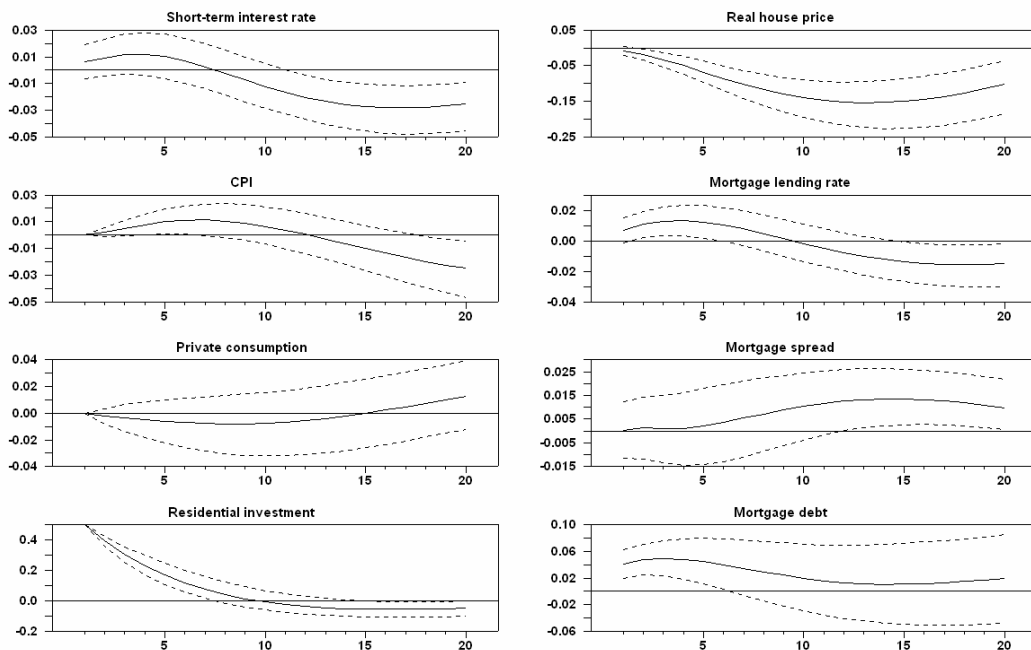 Short-term interest rate
0.03
0.01
-0.01
-0.03
-0.05
5 10 15 20
Real house price
0.05
-0.05
-0.15
-0.25
5 10 15 20
CPI
0.03
0.01
-0.01
-0.03
-0.05
5 10 15 20
Mortgage lending rate
0.02
0.00
-0.02
-0.04
5 10 15 20
Private consumption
0.04
0.02
0.00
-0.02
-0.04
5 10 15 20
Mortgage spread
0.025
0.015
0.005
-0.005
-0.015
5 10 15 20
Residential investment
0.4
0.2
0.0
-0.2
5 10 15 20
Mortgage debt
0.10
0.06
0.02
-0.02
-0.06
5 10 15 20